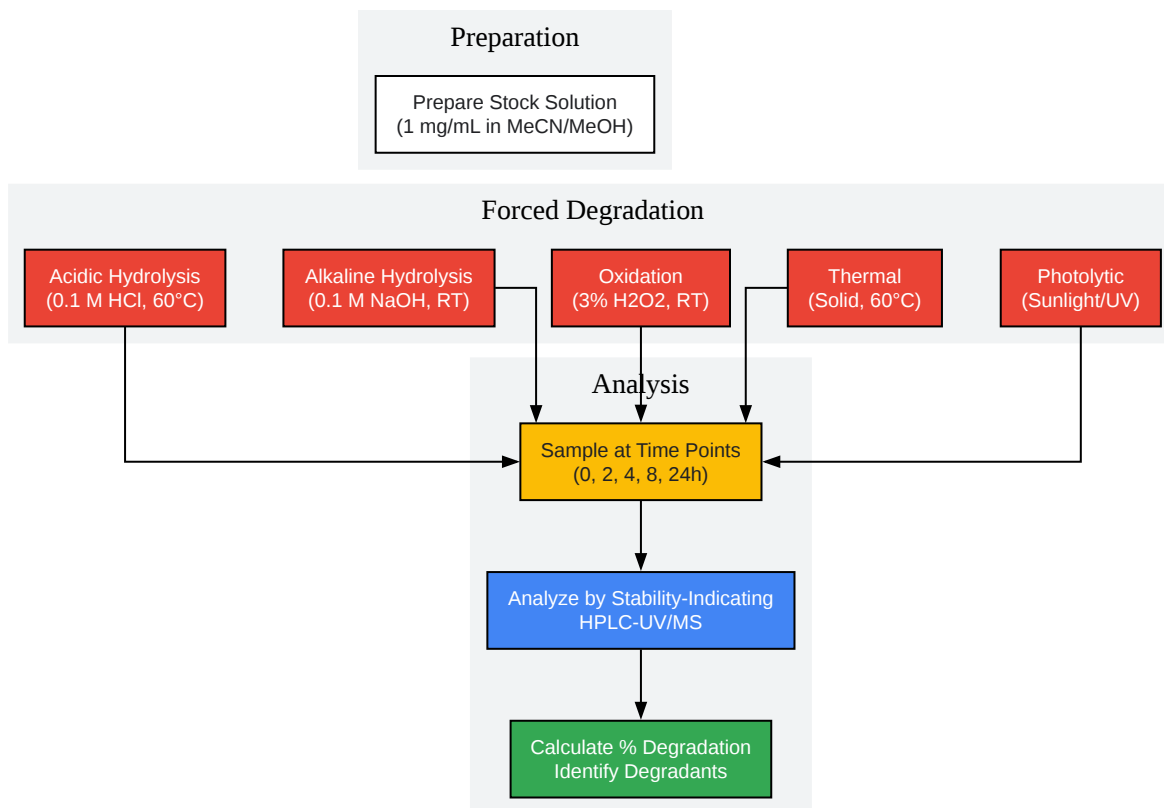 Preparation
Prepare Stock Solution
(1 mg/mL in MeCN/MeOH)
Forced Degradation
Acidic Hydrolysis
(0.1 M HCl, 60°C)
Alkaline Hydrolysis
(0.1 M NaOH, RT)
Oxidation
(3% H2O2, RT)
Thermal
(Solid, 60°C)
Photolytic
(Sunlight/UV)
Analysis
Sample at Time Points
(0, 2, 4, 8, 24h)
Analyze by Stability-Indicating
HPLC-UV/MS
Calculate % Degradation
Identify Degradants